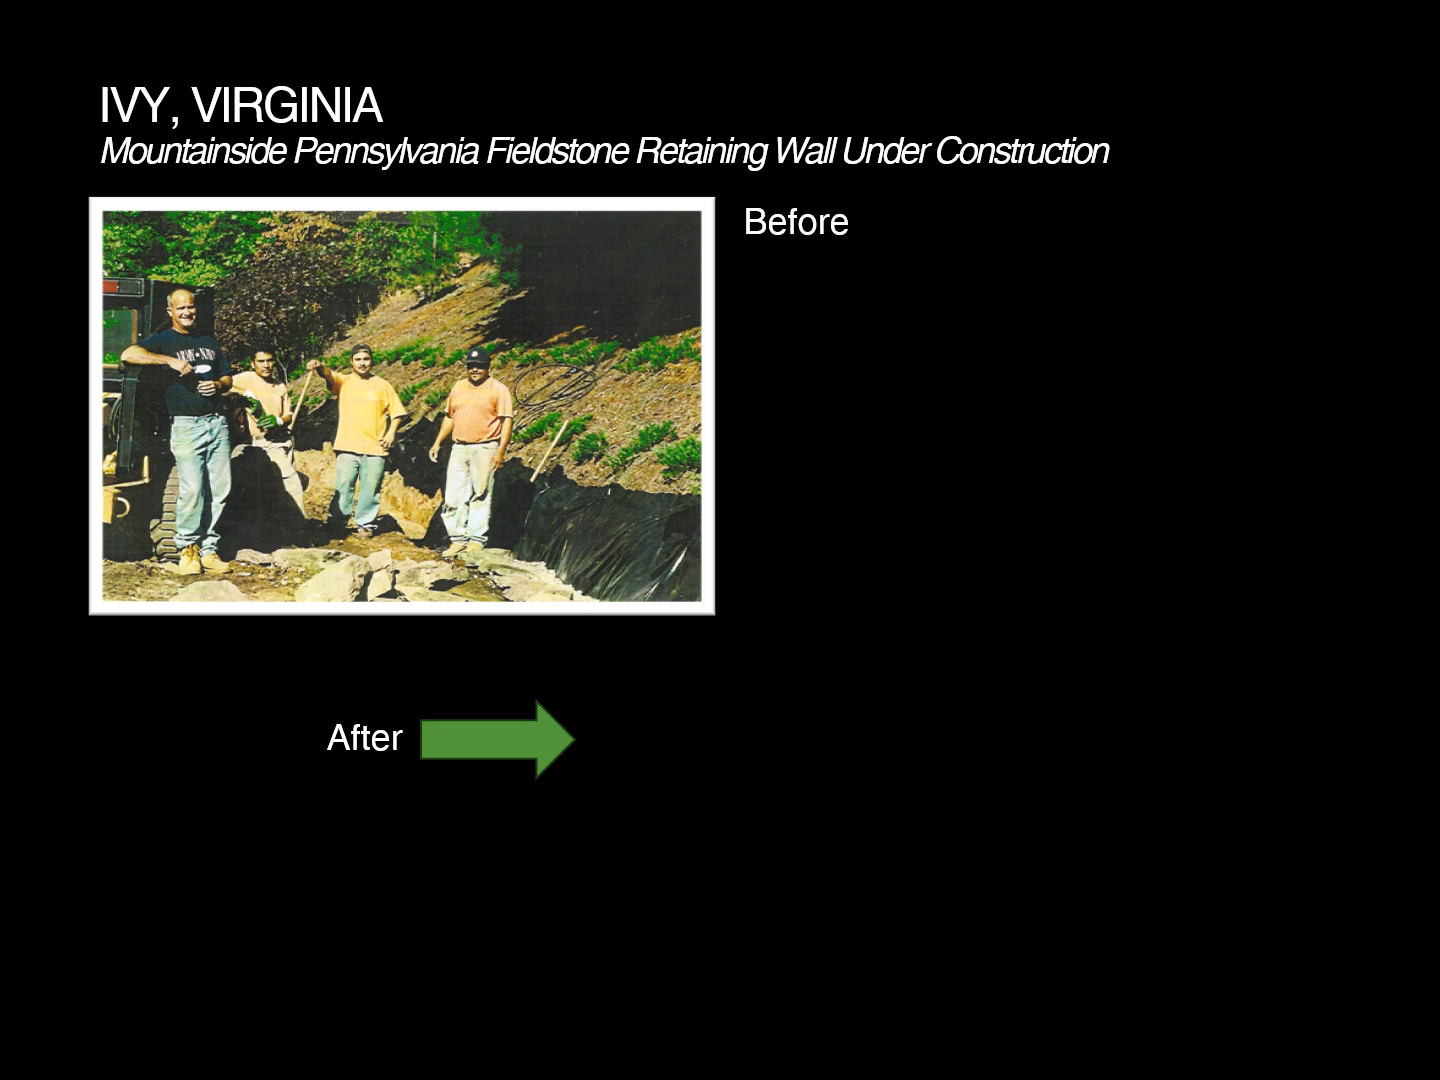 IVY, VIRGINIA
Mountainside Pennsylvania Fieldstone Retaining Wall Under Construction
Before
After